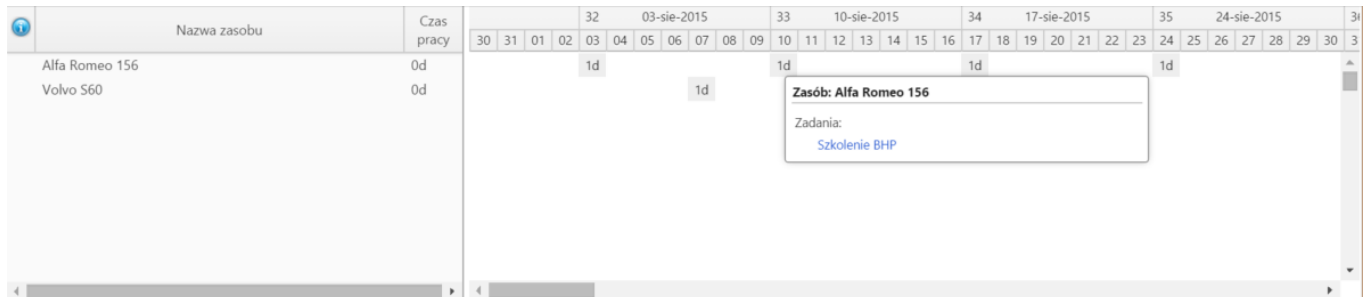 Nazwa zasobu
Czas pracy
32 03-sie-2015 33 10-sie-2015 34 17-sie-2015 35 24-sie-2015
30 31 01 02 03 04 05 06 07 08 09 10 11 12 13 14 15 16 17 18 19 20 21 22 23 24 25 26 27 28 29 30
Alfa Romeo 156 0d 1d 1d 1d 1d
Volvo S60 0d 1d
Zasób: Alfa Romeo 156
Zadania:
Szkolenie BHP